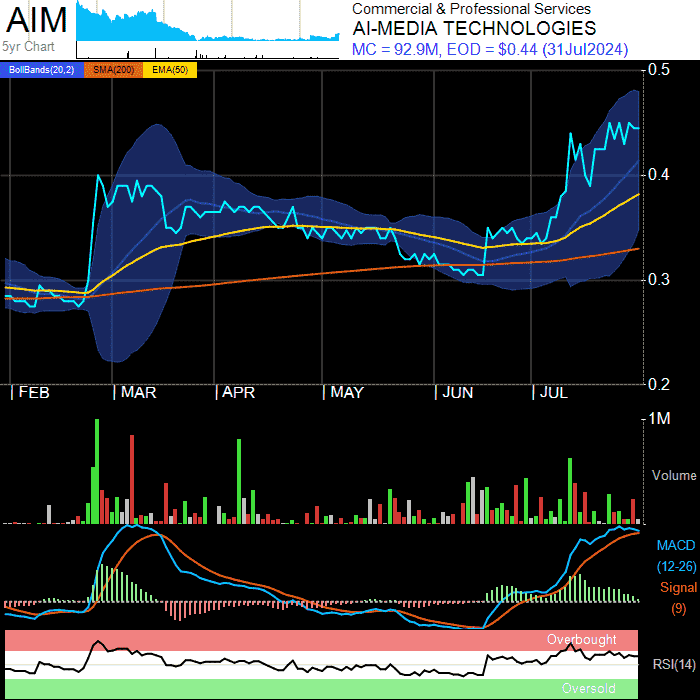 AIM
5yr Chart
Commercial & Professional Services
AI-MEDIA TECHNOLOGIES
MC = 92.9M, EOD = $0.44 (31Jul2024)
BollBands(20,2) SMA(200) EMA(50)
0.5
0.4
0.3
0.2
FEB MAR APR MAY JUN JUL
1M
Volume
MACD
(12-26)
Signal
(9)
Overbought
RSI(14)
Oversold